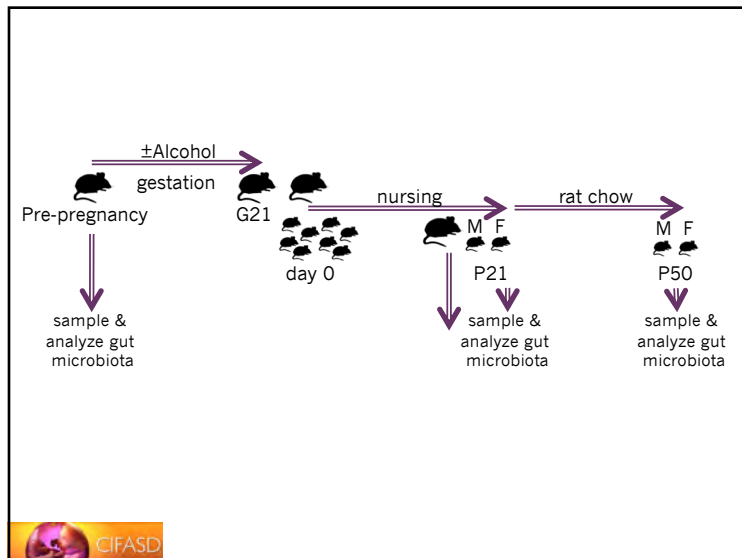 ±Alcohol
gestation
Pre-pregnancy
G21
nursing
rat chow
day 0
M F
P21
M F
P50
sample &
analyze gut
microbiota
sample &
analyze gut
microbiota
sample &
analyze gut
microbiota
CIFASD